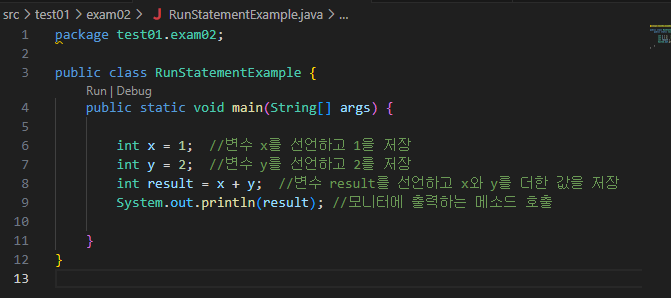 src > test01 > exam02 > J RunStatementExample.java > ...
1 package test01.exam02;
2
3 public class RunStatementExample {
Run | Debug
4 public static void main(String[] args) {
5
6 int x = 1; //변수 x를 선언하고 1을 저장
7 int y = 2; //변수 y를 선언하고 2를 저장
8 int result = x + y; //변수 result를 선언하고 x와 y를 더한 값을 저장
9 System.out.println(result); //모니터에 출력하는 메소드 호출
10
11 }
12 }
13